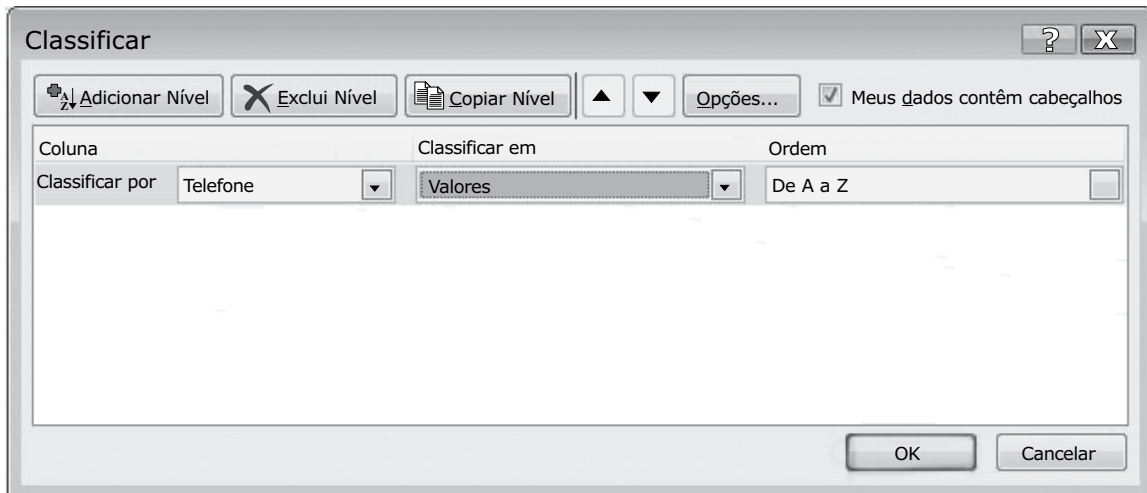 Classificar ? X
Adicionar Nível Exclui Nível Copiar Nível Opções... Meus dados contêm cabeçalhos
Coluna Classificar em Ordem
Classificar por Telefone Valores De A a Z
OK Cancelar